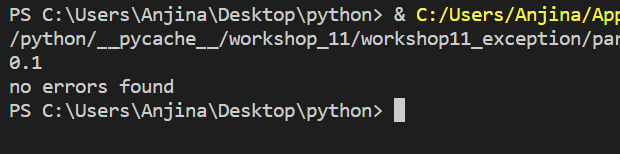 PS C:\Users\Anjina\Desktop\python> & C:/Users/Anjina/App
/python/__pycache__/workshop_11/workshop11_exception/par
0.1
no errors found
PS C:\Users\Anjina\Desktop\python>